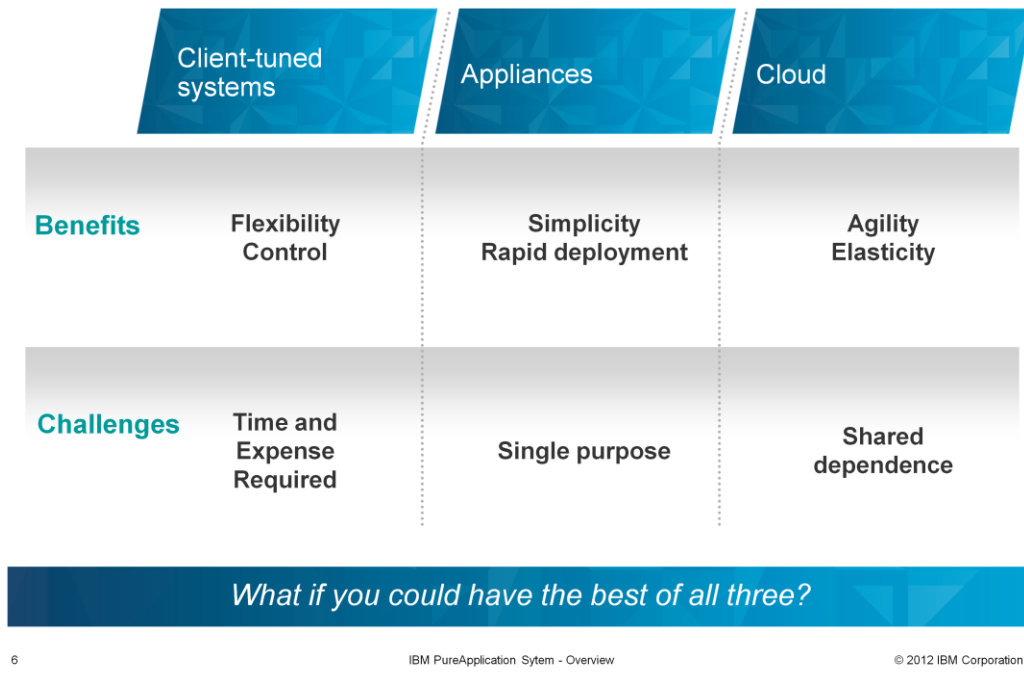 Client-tuned
systems
Appliances
Cloud
Benefits
Flexibility
Control
Simplicity
Rapid deployment
Agility
Elasticity
Challenges
Time and
Expense
Required
Single purpose
Shared
dependence
What if you could have the best of all three?
6
IBM PureApplication Sytem - Overview
© 2012 IBM Corporation